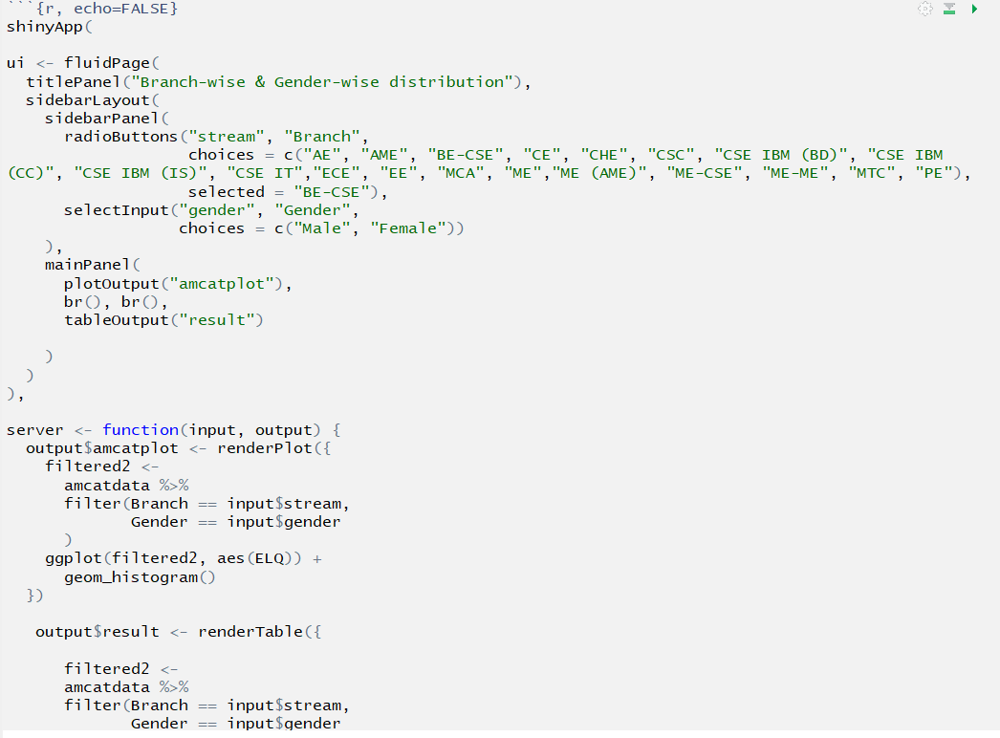 ```{r, echo=FALSE}
shinyApp(

ui <- fluidPage(
  titlePanel("Branch-wise & Gender-wise distribution"),
  sidebarLayout(
    sidebarPanel(
      radioButtons("stream", "Branch",
                   choices = c("AE", "AME", "BE-CSE", "CE", "CHE", "CSC", "CSE IBM (BD)", "CSE IBM
(CC)", "CSE IBM (IS)", "CSE IT","ECE", "EE", "MCA", "ME","ME (AME)", "ME-CSE", "ME-ME", "MTC", "PE"),
                   selected = "BE-CSE"),
      selectInput("gender", "Gender",
                  choices = c("Male", "Female"))
    ),
    mainPanel(
      plotOutput("amcatplot"),
      br(), br(),
      tableOutput("result")

    )
  )
),

server <- function(input, output) {
  output$amcatplot <- renderPlot({
    filtered2 <-
      amcatdata %>%
      filter(Branch == input$stream,
             Gender == input$gender
      )
    ggplot(filtered2, aes(ELQ)) +
      geom_histogram()
  })

   output$result <- renderTable({

      filtered2 <-
      amcatdata %>%
      filter(Branch == input$stream,
             Gender == input$gender